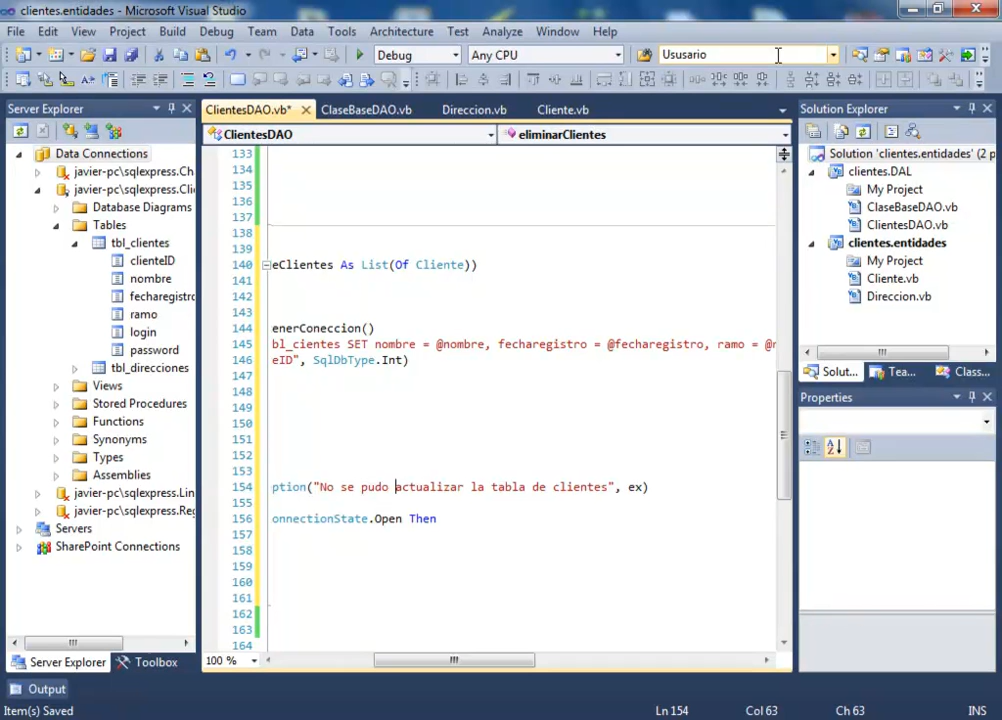 clientes.entidades - Microsoft Visual Studio
File Edit View Project Build Debug Team Data Tools Architecture Test Analyze Window Help
Debug Any CPU Ususario
Server Explorer
Data Connections
javier-pc\sqlexpress.Ch
javier-pc\sqlexpress.Cli
Database Diagrams
Tables
tbl_clientes
clienteID
nombre
fecharegistro
ramo
login
password
tbl_direcciones
Views
Stored Procedures
Functions
Synonyms
Types
Assemblies
javier-pc\sqlexpress.Lin
javier-pc\sqlexpress.Reg
Servers
SharePoint Connections
Server Explorer Toolbox
ClientesDAO.vb* ClaseBaseDAO.vb Direccion.vb Cliente.vb
ClientesDAO eliminarClientes
133
134
135
136
137
138
139
140 eClientes As List(Of Cliente))
141
142
143
144 enerConeccion()
145 bl_cientes SET nombre = @nombre, fecharegistro = @fecharegistro, ramo = @r
146 eID", SqlDbType.Int)
147
148
149
150
151
152
153
154 ption("No se pudo actualizar la tabla de clientes", ex)
155
156 onnectionState.Open Then
157
158
159
160
161
162
163
164
100 %
Solution Explorer
Solution 'clientes.entidades' (2 p
clientes.DAL
My Project
ClaseBaseDAO.vb
ClientesDAO.vb
clientes.entidades
My Project
Cliente.vb
Direccion.vb
Solut... Tea... Class...
Properties
Output
Item(s) Saved Ln 154 Col 63 Ch 63 INS